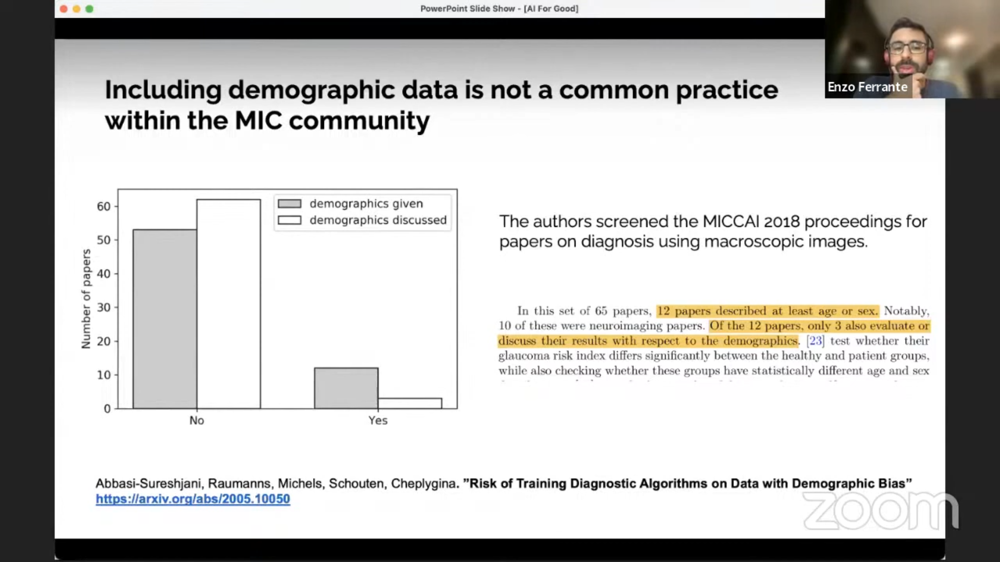 PowerPoint Slide Show - [AI For Good]
Enzo Ferrante
Including demographic data is not a common practice
within the MIC community
demographics given
demographics discussed
Number of papers
60
50
40
30
20
10
0
No
Yes
The authors screened the MICCAI 2018 proceedings for
papers on diagnosis using macroscopic images.
In this set of 65 papers, 12 papers described at least age or sex. Notably,
10 of these were neuroimaging papers. Of the 12 papers, only 3 also evaluate or
discuss their results with respect to the demographics. [23] test whether their
glaucoma risk index differs significantly between the healthy and patient groups,
while also checking whether these groups have statistically different age and sex
Abbasi-Sureshjani, Raumanns, Michels, Schouten, Cheplygina. ”Risk of Training Diagnostic Algorithms on Data with Demographic Bias”
https://arxiv.org/abs/2005.10050
zoom